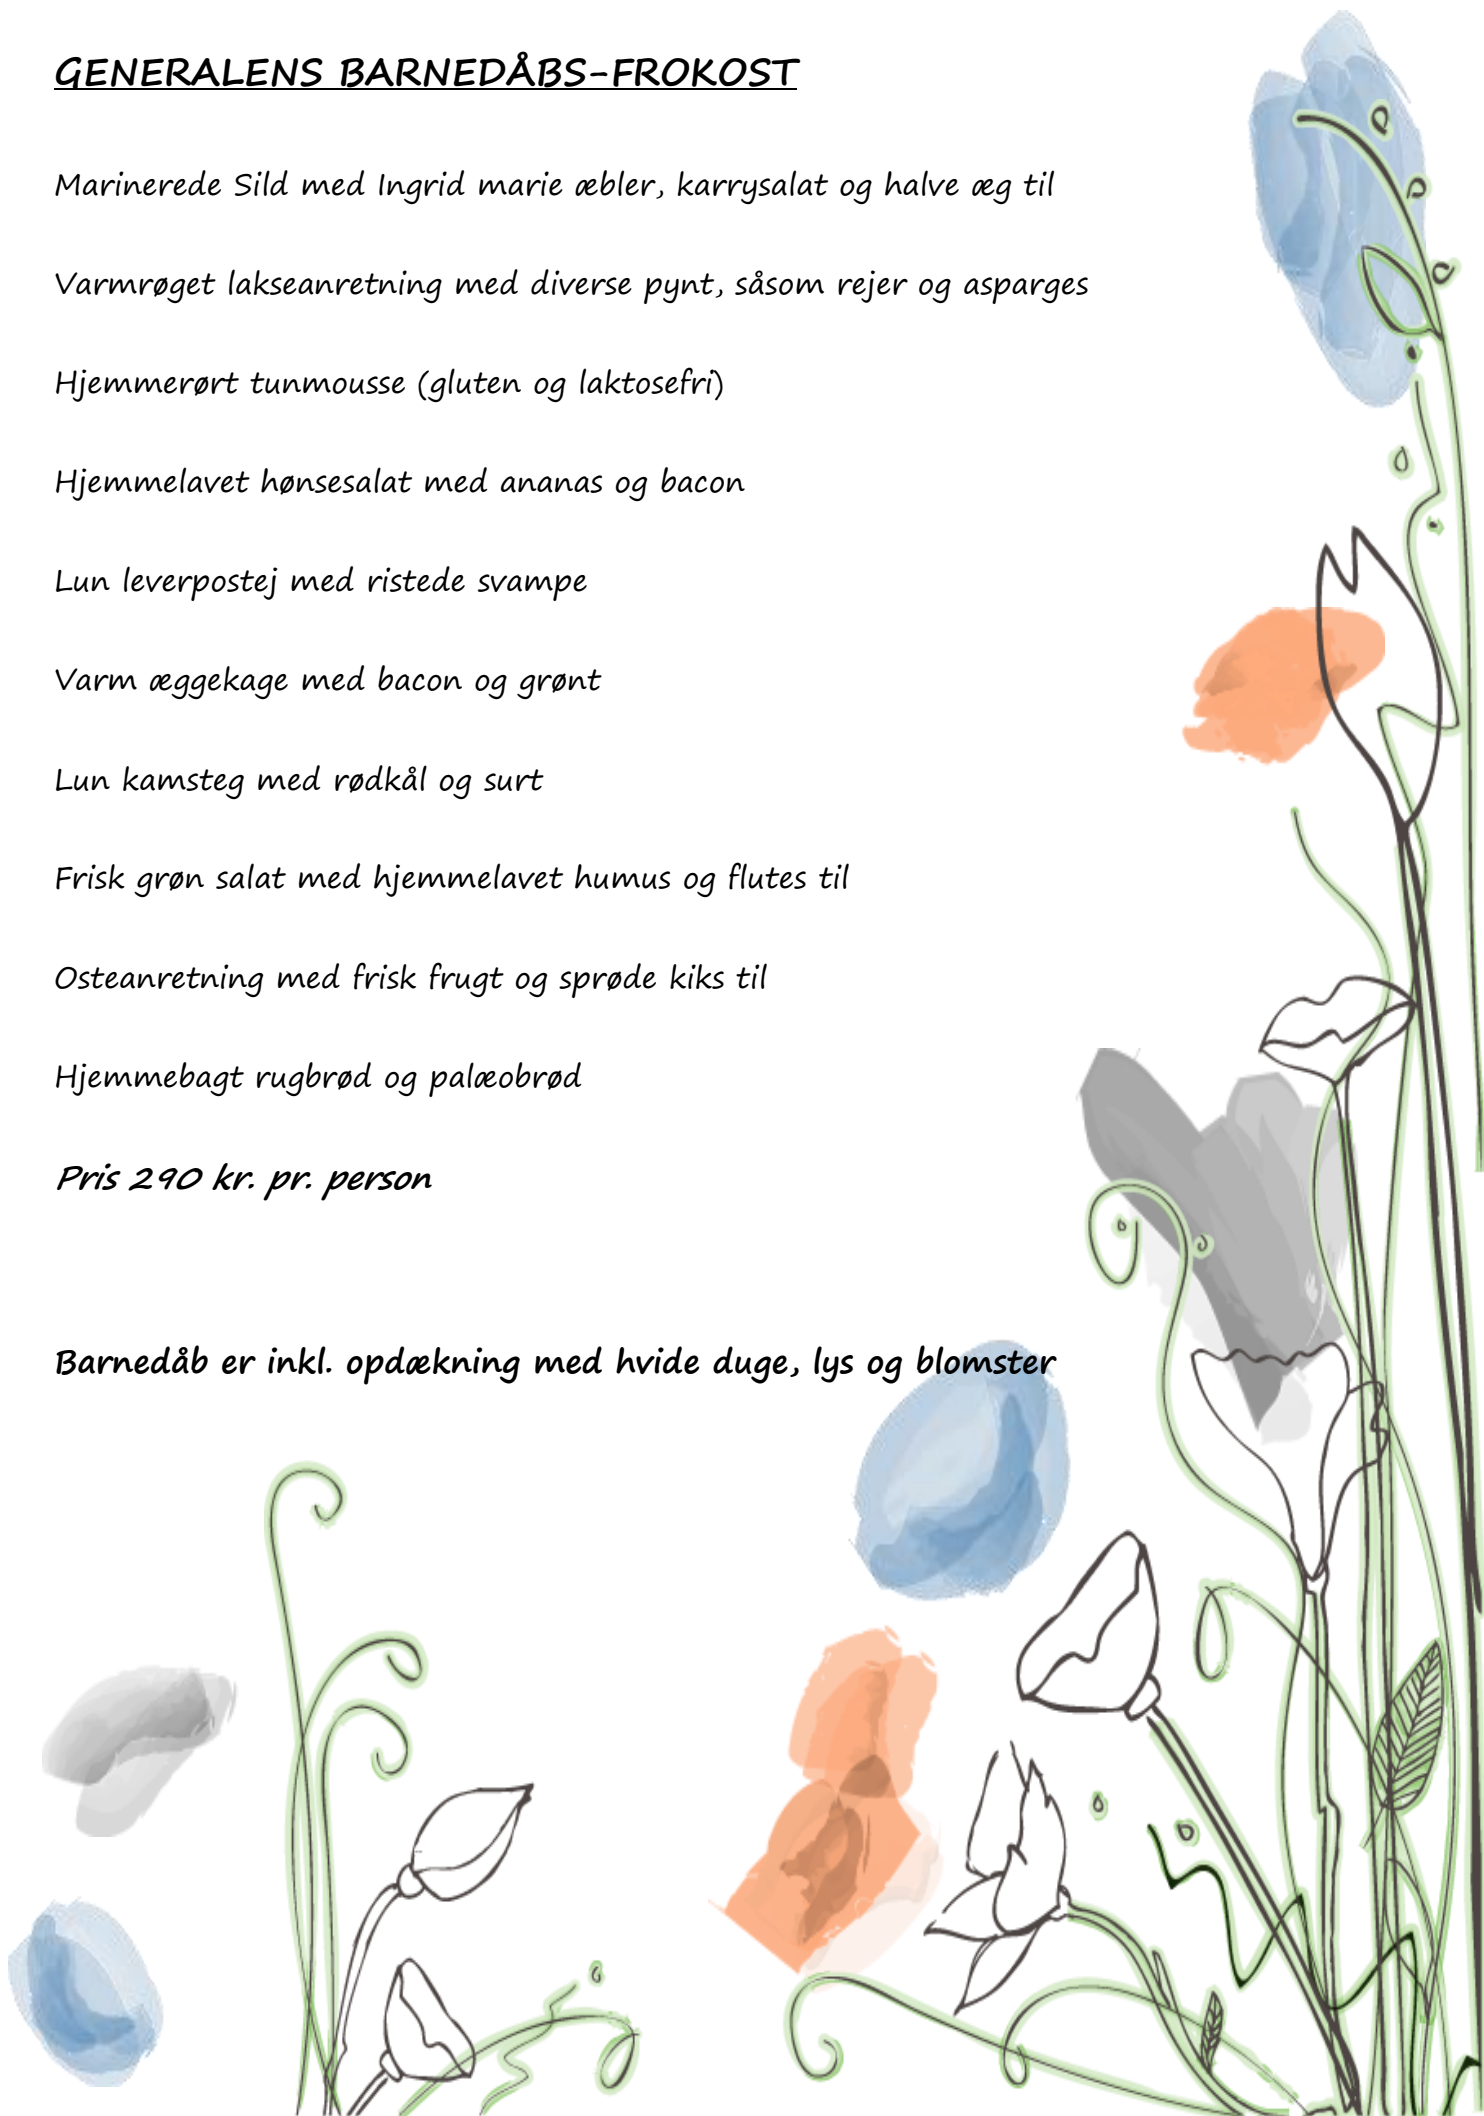 GENERALENS BARNEDÅBS-FROKOST
Marinerede Sild med Ingrid marie æbler, karrysalat og halve æg til
Varmrøget lakseanretning med diverse pynt, såsom rejer og asparges
Hjemmerørt tunmousse (gluten og laktosefri)
Hjemmelavet hønsesalat med ananas og bacon
Lun leverpostej med ristede svampe
Varm æggekage med bacon og grønt
Lun kamsteg med rødkål og surt
Frisk grøn salat med hjemmelavet humus og flutes til
Osteanretning med frisk frugt og sprøde kiks til
Hjemmebagt rugbrød og palæobrød
Pris 290 kr. pr. person
Barnedåb er inkl. opdækning med hvide duge, lys og blomster